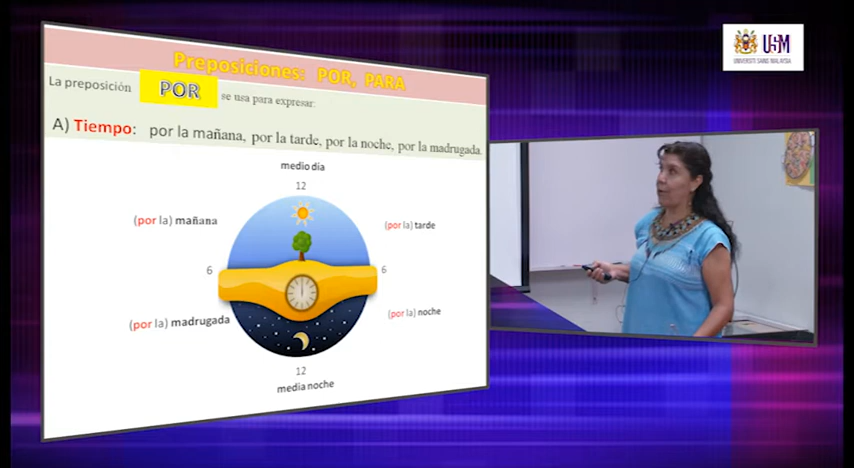 Preposiciones: POR, PARA
La preposición POR se usa para expresar:
A) Tiempo: por la mañana, por la tarde, por la noche, por la madrugada.
medio día
12
(por la) mañana
(por la) tarde
6
6
(por la) madrugada
(por la) noche
12
media noche
USM
UNIVERSITI SAINS MALAYSIA